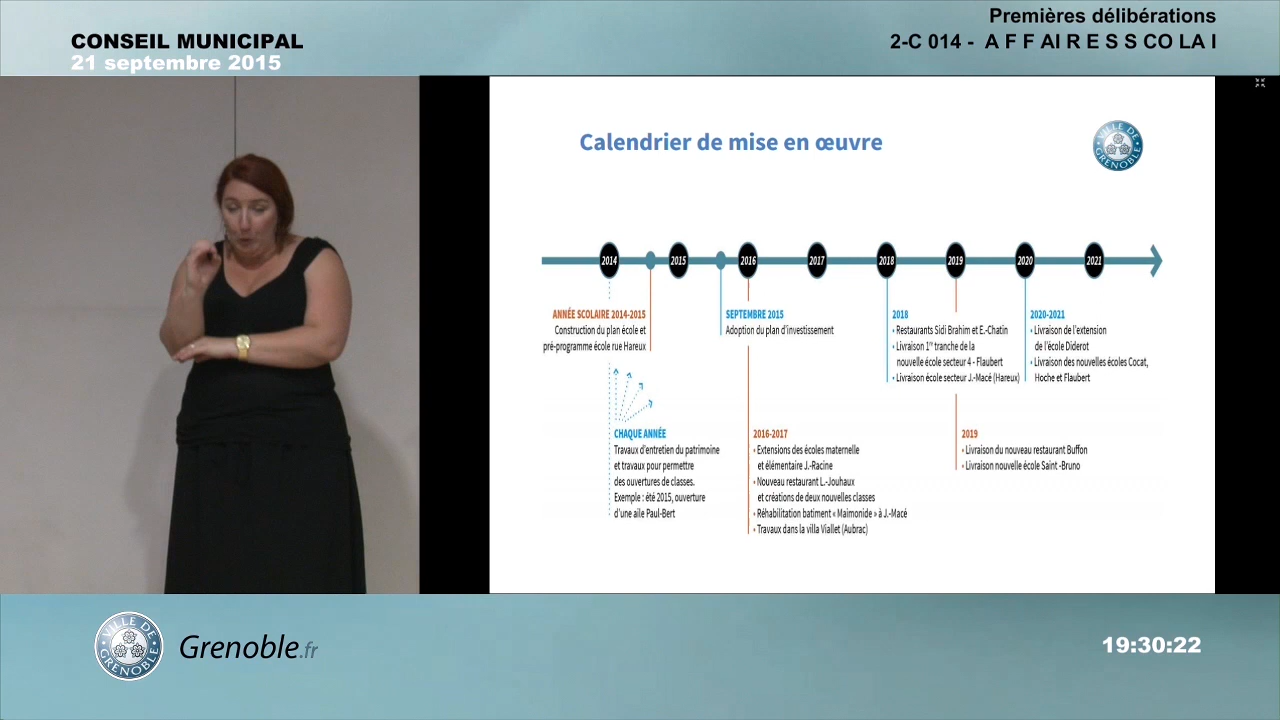 CONSEIL MUNICIPAL
21 septembre 2015
Premières délibérations
2-C 014 - A F F AI R E S S CO LA I
Calendrier de mise en œuvre
VILLE DE
GRENOBLE
2014
2015
2016
2017
2018
2019
2020
2021
ANNÉE SCOLAIRE 2014-2015
Construction du plan école et
pré-programme école rue Hareux
SEPTEMBRE 2015
Adoption du plan d'investissement
2018
• Restaurants Sidi Brahim et E.-Chatin
• Livraison 1re tranche de la
nouvelle école secteur 4 - Flaubert
• Livraison école secteur J.-Macé (Hareux)
2020-2021
• Livraison de l'extension
de l'école Diderot
• Livraison des nouvelles écoles Cocat,
Hoche et Flaubert
CHAQUE ANNÉE
Travaux d'entretien du patrimoine
et travaux pour permettre
des ouvertures de classes.
Exemple : été 2015, ouverture
d'une aile Paul-Bert
2016-2017
• Extensions des écoles maternelle
et élémentaire J.-Racine
• Nouveau restaurant L.-Jouhaux
et créations de deux nouvelles classes
• Réhabilitation batiment « Maimonide » à J.-Macé
• Travaux dans la villa Viallet (Aubrac)
2019
• Livraison du nouveau restaurant Buffon
• Livraison nouvelle école Saint -Bruno
VILLE DE
GRENOBLE
Grenoble.fr
19:30:22